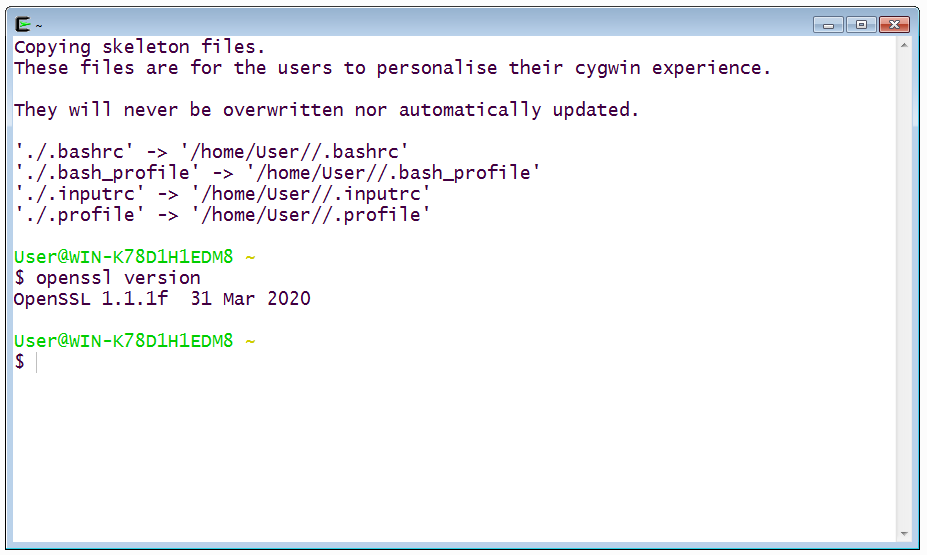 ~
Copying skeleton files.
These files are for the users to personalise their cygwin experience.
They will never be overwritten nor automatically updated.
'./.bashrc' -> '/home/User//.bashrc'
'./.bash_profile' -> '/home/User//.bash_profile'
'./.inputrc' -> '/home/User//.inputrc'
'./.profile' -> '/home/User//.profile'
User@WIN-K78D1H1EDM8 ~
$ openssl version
OpenSSL 1.1.1f  31 Mar 2020
User@WIN-K78D1H1EDM8 ~
$